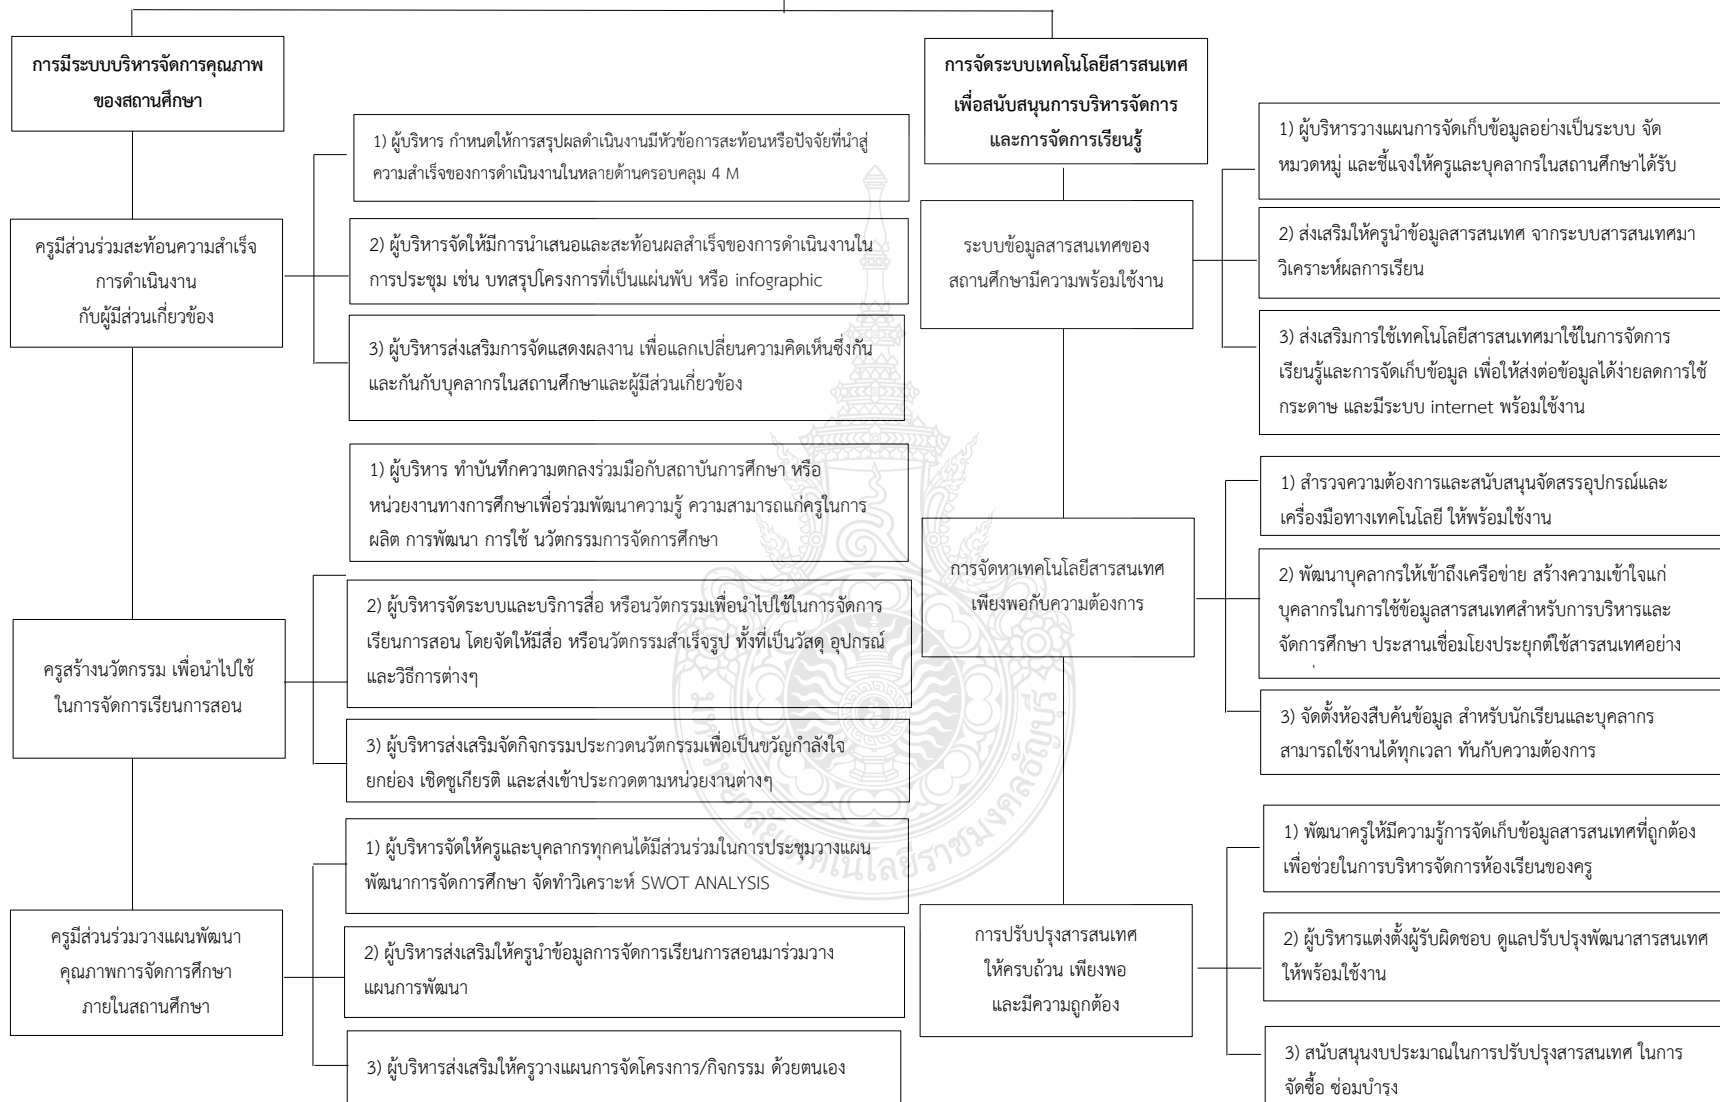 การมีระบบบริหารจัดการคุณภาพ
ของสถานศึกษา
ครูมีส่วนร่วมสะท้อนความสำเร็จ
การดำเนินงาน
กับผู้มีส่วนเกี่ยวข้อง
1) ผู้บริหาร กำหนดให้การสรุปผลดำเนินงานมีหัวข้อการสะท้อนหรือปัจจัยที่นำสู่
ความสำเร็จของการดำเนินงานในหลายด้านครอบคลุม 4 M
2) ผู้บริหารจัดให้มีการนำเสนอและสะท้อนผลสำเร็จของการดำเนินงานใน
การประชุม เช่น บทสรุปโครงการที่เป็นแผ่นพับ หรือ infographic
3) ผู้บริหารส่งเสริมการจัดแสดงผลงาน เพื่อแลกเปลี่ยนความคิดเห็นซึ่งกัน
และกันกับบุคลากรในสถานศึกษาและผู้มีส่วนเกี่ยวข้อง
ครูสร้างนวัตกรรม เพื่อนำไปใช้
ในการจัดการเรียนการสอน
1) ผู้บริหาร ทำบันทึกความตกลงร่วมมือกับสถาบันการศึกษา หรือ
หน่วยงานทางการศึกษาเพื่อร่วมพัฒนาความรู้ ความสามารถแก่ครูในการ
ผลิต การพัฒนา การใช้ นวัตกรรมการจัดการศึกษา
2) ผู้บริหารจัดระบบและบริการสื่อ หรือนวัตกรรมเพื่อนำไปใช้ในการจัดการ
เรียนการสอน โดยจัดให้มีสื่อ หรือนวัตกรรมสำเร็จรูป ทั้งที่เป็นวัสดุ อุปกรณ์
และวิธีการต่างๆ
3) ผู้บริหารส่งเสริมจัดกิจกรรมประกวดนวัตกรรมเพื่อเป็นขวัญกำลังใจ
ยกย่อง เชิดชูเกียรติ และส่งเข้าประกวดตามหน่วยงานต่างๆ
ครูมีส่วนร่วมวางแผนพัฒนา
คุณภาพการจัดการศึกษา
ภายในสถานศึกษา
1) ผู้บริหารจัดให้ครูและบุคลากรทุกคนได้มีส่วนร่วมในการประชุมวางแผน
พัฒนาการจัดการศึกษา จัดทำวิเคราะห์ SWOT ANALYSIS
2) ผู้บริหารส่งเสริมให้ครูนำข้อมูลการจัดการเรียนการสอนมาร่วมวาง
แผนการพัฒนา
3) ผู้บริหารส่งเสริมให้ครูวางแผนการจัดโครงการ/กิจกรรม ด้วยตนเอง
การจัดระบบเทคโนโลยีสารสนเทศ
เพื่อสนับสนุนการบริหารจัดการ
และการจัดการเรียนรู้
ระบบข้อมูลสารสนเทศของ
สถานศึกษามีความพร้อมใช้งาน
1) ผู้บริหารวางแผนการจัดเก็บข้อมูลอย่างเป็นระบบ จัด
หมวดหมู่ และชี้แจงให้ครูและบุคลากรในสถานศึกษาได้รับ
2) ส่งเสริมให้ครูนำข้อมูลสารสนเทศ จากระบบสารสนเทศมา
วิเคราะห์ผลการเรียน
3) ส่งเสริมการใช้เทคโนโลยีสารสนเทศมาใช้ในการจัดการ
เรียนรู้และการจัดเก็บข้อมูล เพื่อให้ส่งต่อข้อมูลได้ง่ายลดการใช้
กระดาษ และมีระบบ internet พร้อมใช้งาน
การจัดหาเทคโนโลยีสารสนเทศ
เพียงพอกับความต้องการ
1) สำรวจความต้องการและสนับสนุนจัดสรรอุปกรณ์และ
เครื่องมือทางเทคโนโลยี ให้พร้อมใช้งาน
2) พัฒนาบุคลากรให้เข้าถึงเครือข่าย สร้างความเข้าใจแก่
บุคลากรในการใช้ข้อมูลสารสนเทศสำหรับการบริหารและ
จัดการศึกษา ประสานเชื่อมโยงประยุกต์ใช้สารสนเทศอย่าง
3) จัดตั้งห้องสืบค้นข้อมูล สำหรับนักเรียนและบุคลากร
สามารถใช้งานได้ทุกเวลา ทันกับความต้องการ
การปรับปรุงสารสนเทศ
ให้ครบถ้วน เพียงพอ
และมีความถูกต้อง
1) พัฒนาครูให้มีความรู้การจัดเก็บข้อมูลสารสนเทศที่ถูกต้อง
เพื่อช่วยในการบริหารจัดการห้องเรียนของครู
2) ผู้บริหารแต่งตั้งผู้รับผิดชอบ ดูแลปรับปรุงพัฒนาสารสนเทศ
ให้พร้อมใช้งาน
3) สนับสนุนงบประมาณในการปรับปรุงสารสนเทศ ในการ
จัดซื้อ ซ่อมบำรุง
มหาวิทยาลัยเทคโนโลยีราชมงคลธัญบุรี